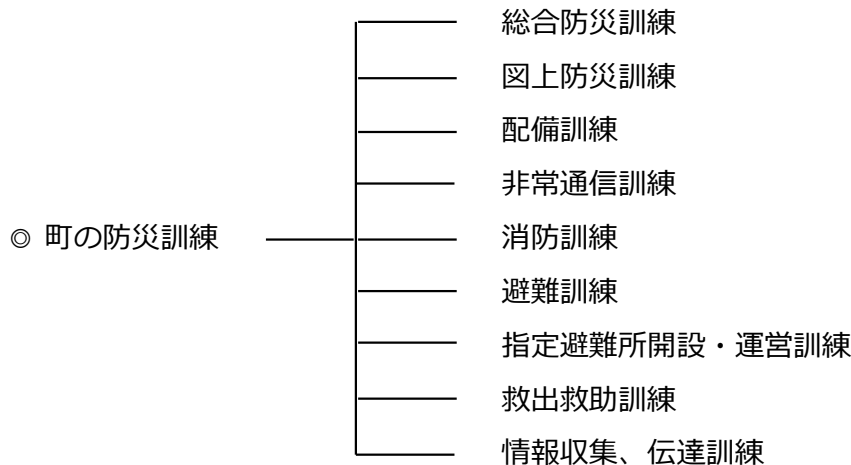 総合防災訓練
図上防災訓練
配備訓練
非常通信訓練
◎ 町の防災訓練
消防訓練
避難訓練
指定避難所開設・運営訓練
救出救助訓練
情報収集、伝達訓練